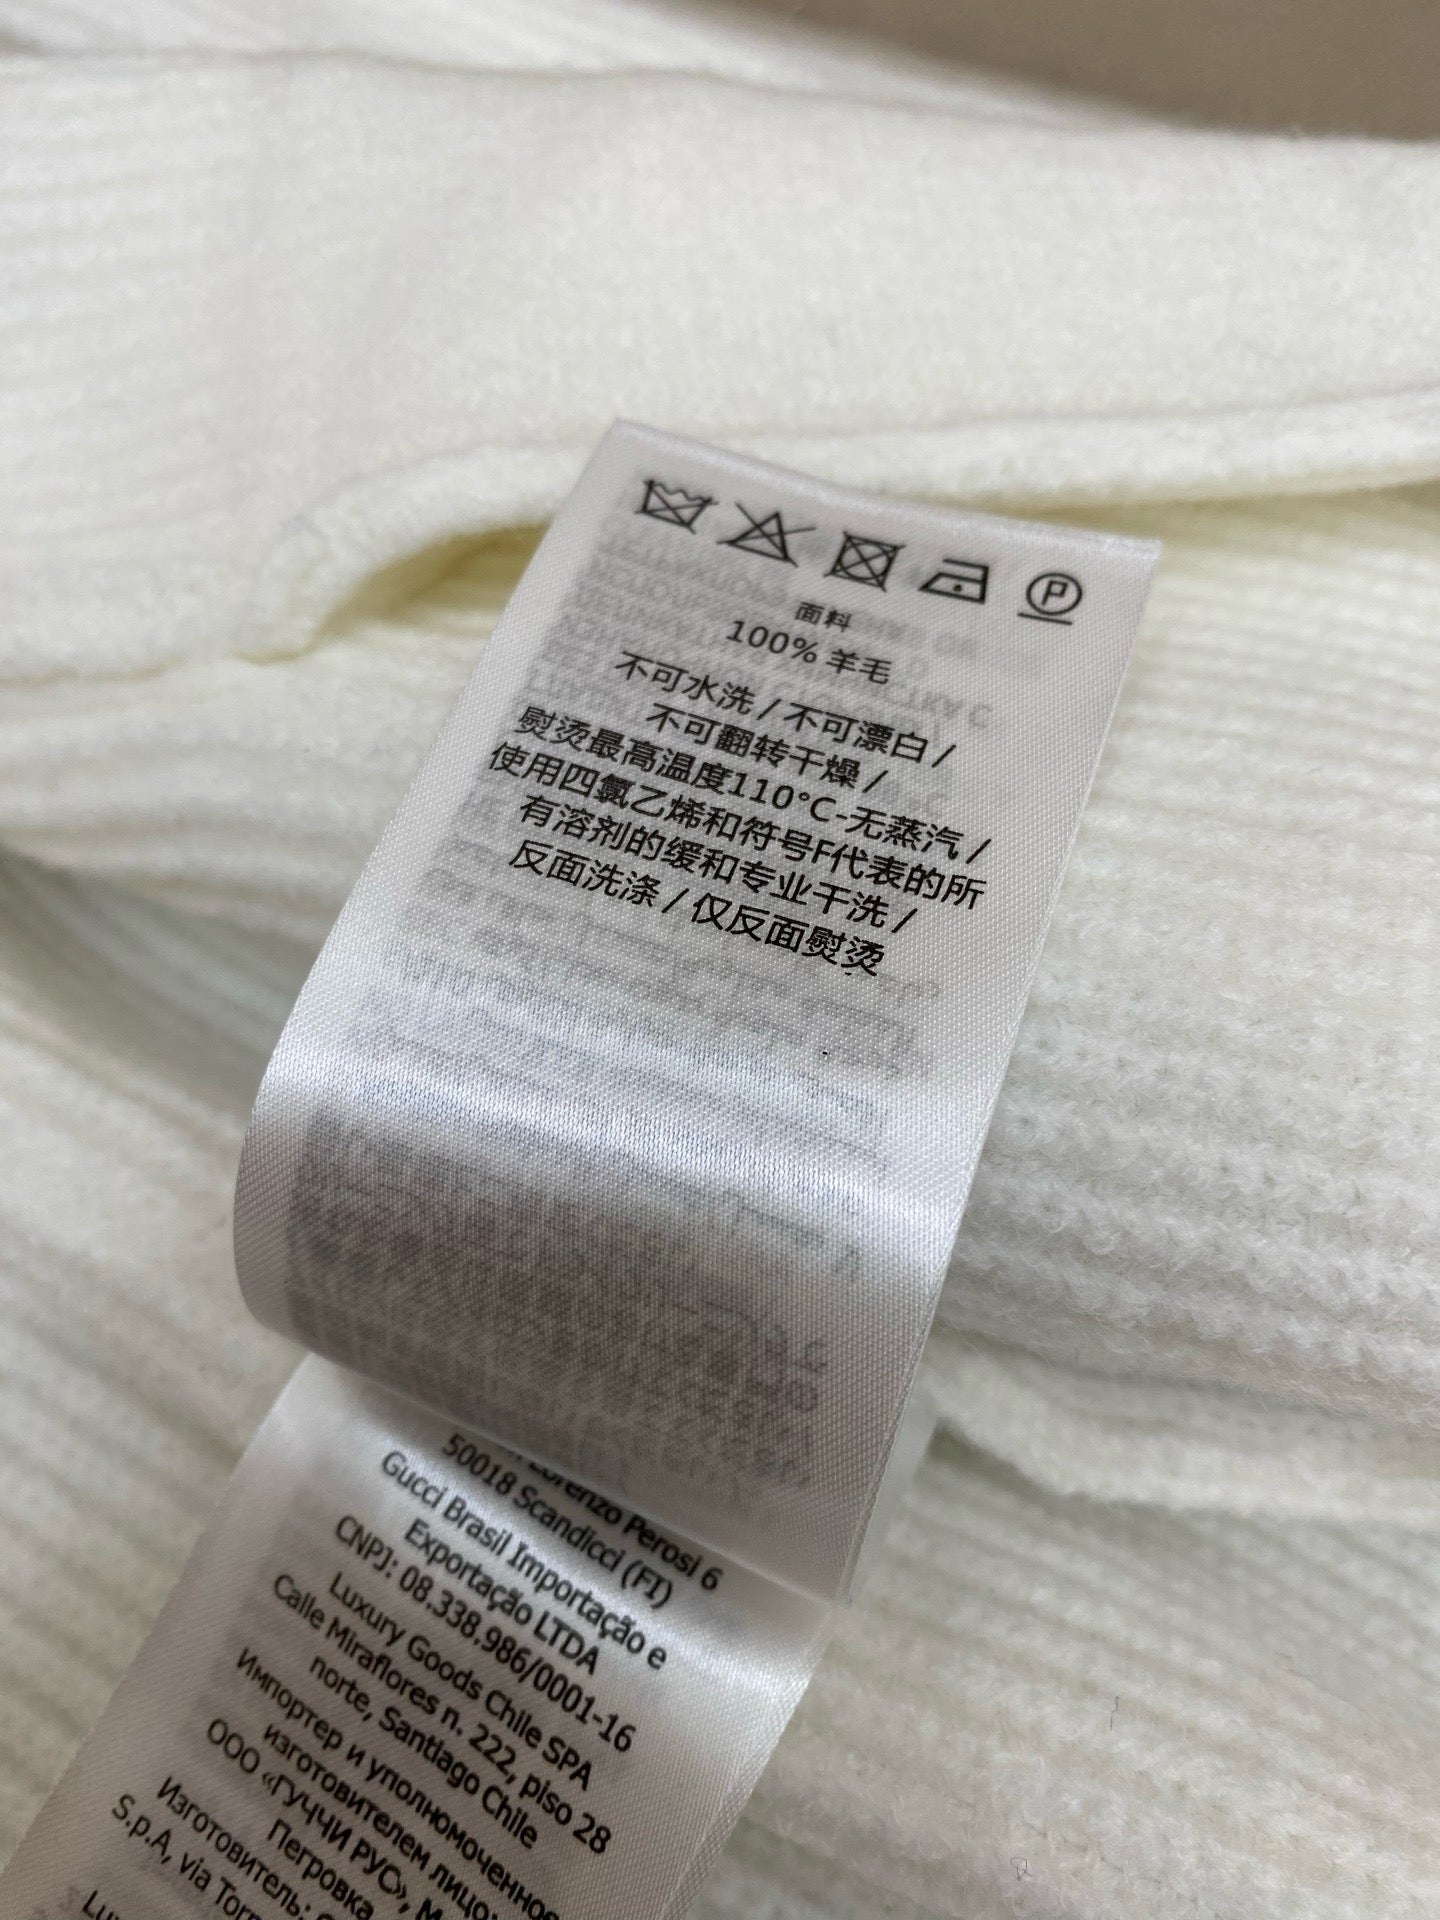 P
面料
100% 羊毛
不可水洗 / 不可漂白 /
不可翻转干燥 /
熨烫最高温度110°C-无蒸汽 /
使用四氯乙烯和符号F代表的所
有溶剂的缓和专业干洗 /
反面洗涤 / 仅反面熨烫
Lorenzo Perosi 6
50018 Scandicci (FI)
Gucci Brasil Importação e
Exportação LTDA
CNPJ: 08.338.986/0001-16
Luxury Goods Chile SPA
Calle Miraflores n. 222, piso 28
norte, Santiago Chile
Импортер и уполномоченное
изготовителем лицо:
ООО «ГУЧЧИ РУС»,
Петровка
Изготовитель:
S.p.A, via Torn